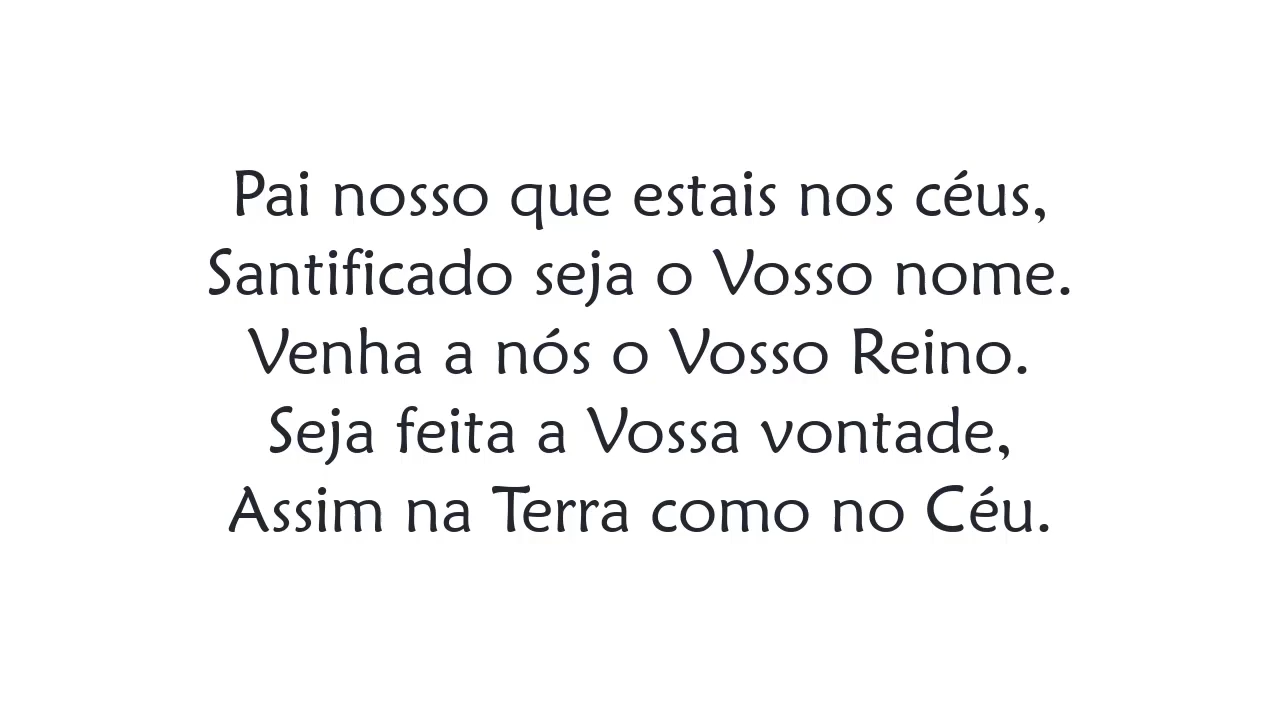 Pai nosso que estais nos céus,
Santificado seja o Vosso nome.
Venha a nós o Vosso Reino.
Seja feita a Vossa vontade,
Assim na Terra como no Céu.